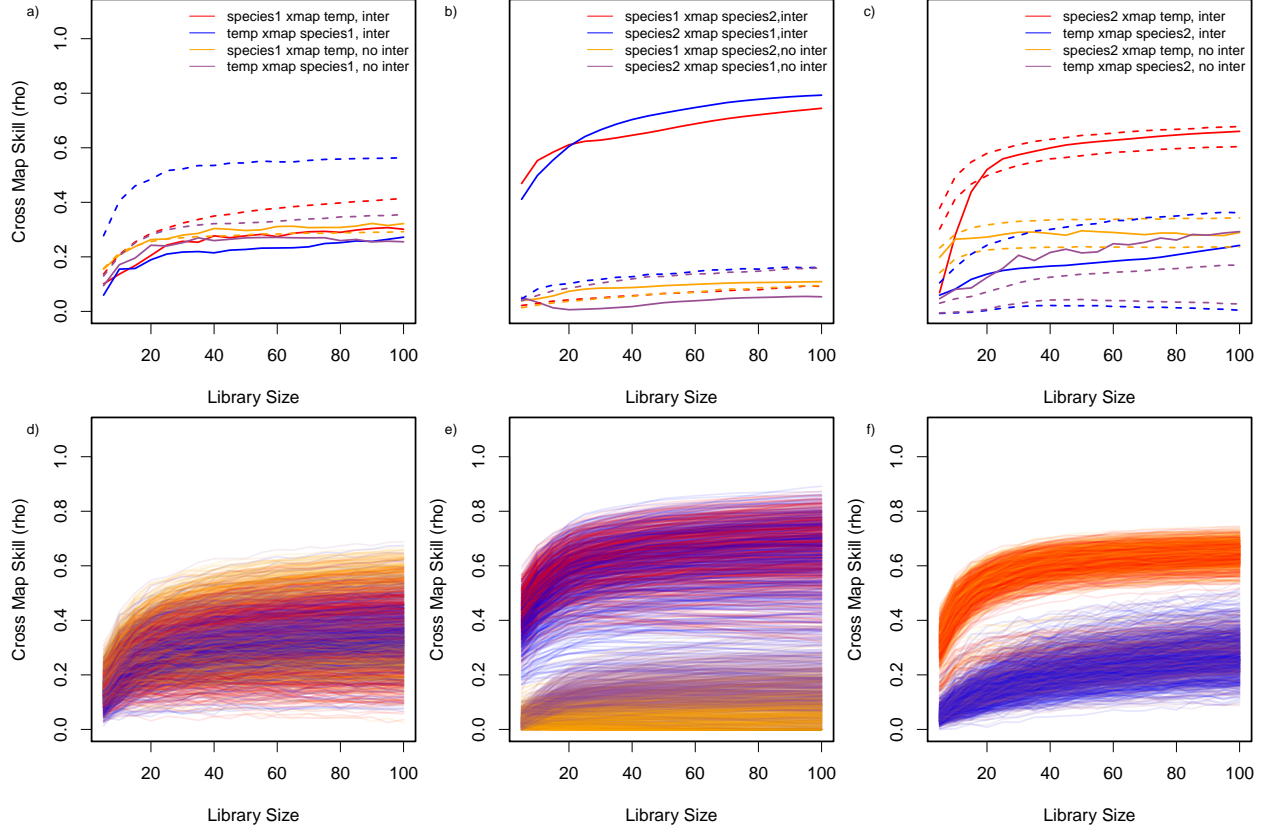 a)
species1 xmap temp, inter
temp xmap species1, inter
species1 xmap temp, no inter
temp xmap species1, no inter
Cross Map Skill (rho)
0.0
0.2
0.4
0.6
0.8
1.0
20
40
60
80
100
Library Size
b)
species1 xmap species2,inter
species2 xmap species1,inter
species1 xmap species2,no inter
species2 xmap species1,no inter
20
40
60
80
100
Library Size
c)
species2 xmap temp, inter
temp xmap species2, inter
species2 xmap temp, no inter
temp xmap species2, no inter
20
40
60
80
100
Library Size
d)
Cross Map Skill (rho)
0.0
0.2
0.4
0.6
0.8
1.0
20
40
60
80
100
Library Size
e)
Cross Map Skill (rho)
0.0
0.2
0.4
0.6
0.8
1.0
20
40
60
80
100
Library Size
f)
Cross Map Skill (rho)
0.0
0.2
0.4
0.6
0.8
1.0
20
40
60
80
100
Library Size